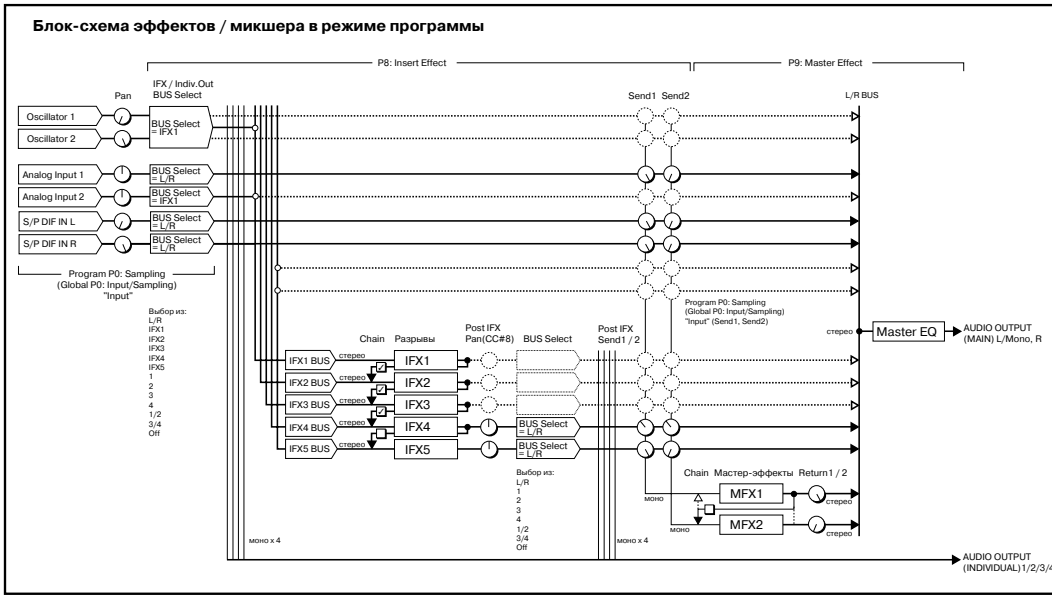 Блок-схема эффектов / микшера в режиме программы
P8: Insert Effect
P9: Master Effect
IFX / Indiv.Out
BUS Select
Pan
Send1 Send2
L/R BUS
Oscillator 1
Oscillator 2
BUS Select
= IFX1
Analog Input 1
BUS Select
= L/R
Analog Input 2
BUS Select
= IFX1
S/P DIF IN L
BUS Select
= L/R
S/P DIF IN R
BUS Select
= L/R
Program P0: Sampling
(Global P0: Input/Sampling)
"Input"
Выбор из:
L/R
IFX1
IFX2
IFX3
IFX4
IFX5
1
2
3
4
1/2
3/4
Off
Program P0: Sampling
(Global P0: Input/Sampling)
"Input" (Send1, Send2)
Chain
Разрывы
Post IFX
Pan(CC#8)
BUS Select
Post IFX
Send1 / 2
стерео
Master EQ
AUDIO OUTPUT
(MAIN) L/Mono, R
IFX1 BUS
стерео
IFX1
IFX2 BUS
стерео
IFX2
IFX3 BUS
стерео
IFX3
IFX4 BUS
стерео
IFX4
BUS Select
= L/R
IFX5 BUS
стерео
IFX5
BUS Select
= L/R
Выбор из:
L/R
1
2
3
4
1/2
3/4
Off
Chain
Мастер-эффекты
Return1 / 2
моно
MFX1
стерео
моно
MFX2
стерео
моно x 4
моно x 4
AUDIO OUTPUT
(INDIVIDUAL)1/2/3/4